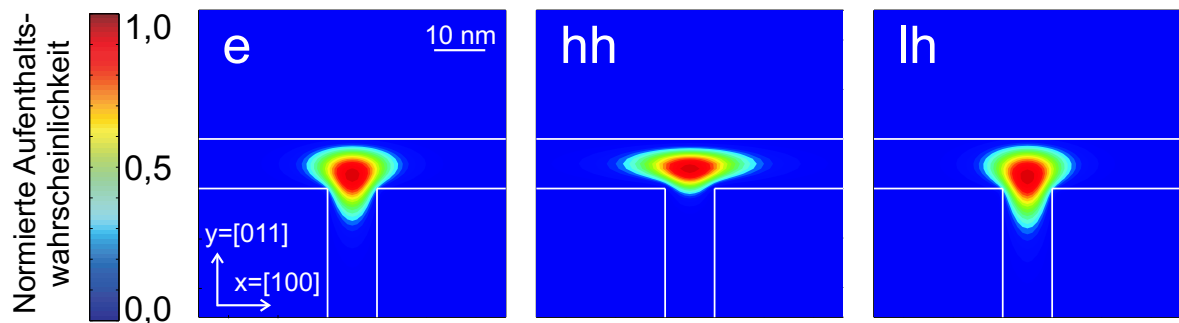 Normierte Aufenthalts-
wahrscheinlichkeit
1,0
0,5
0,0
e
10 nm
y=[011]
x=[100]
hh
lh